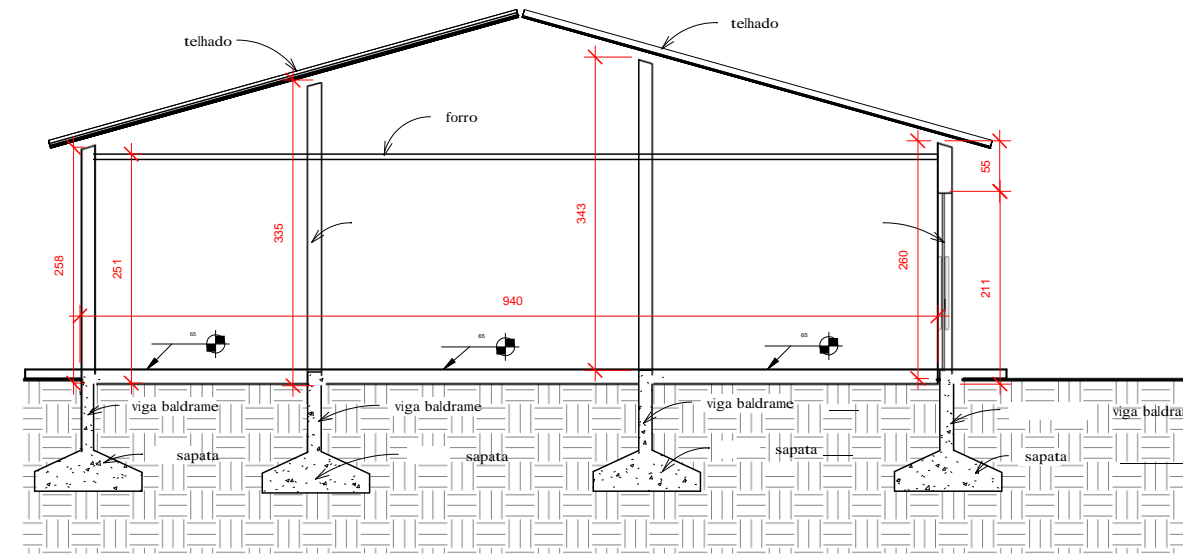 telhado
telhado
forro
55
343
335
258
251
260
211
940
65
65
65
viga baldrame
viga baldrame
viga baldrame
viga baldra
sapata
sapata
sapata
sapata